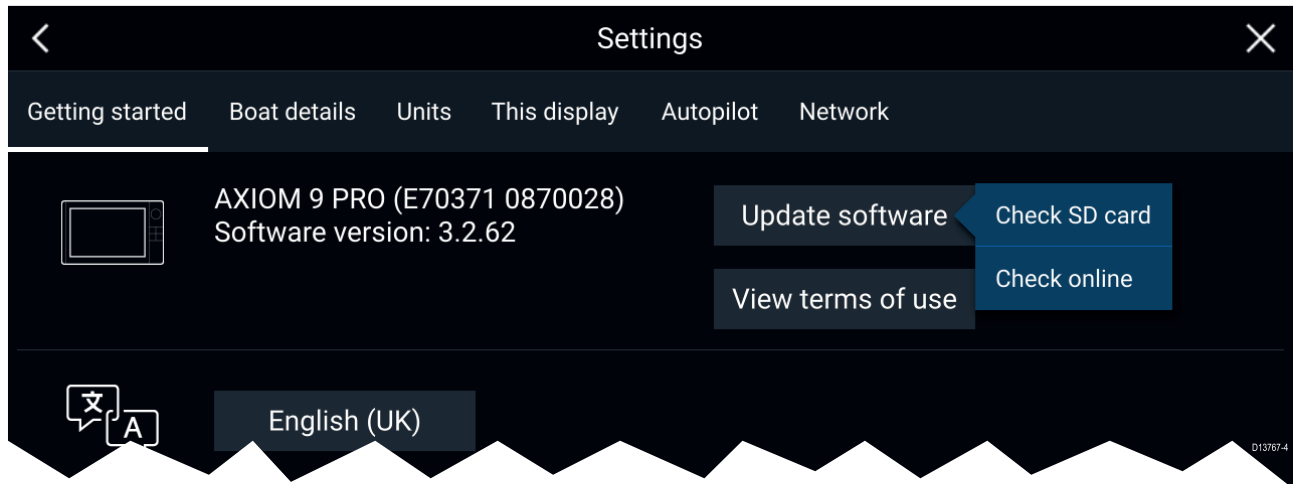 Settings
Getting started Boat details Units This display Autopilot Network
AXIOM 9 PRO (E70371 0870028)
Software version: 3.2.62
Update software
Check SD card
Check online
View terms of use
文 A
English (UK)
D13767-4